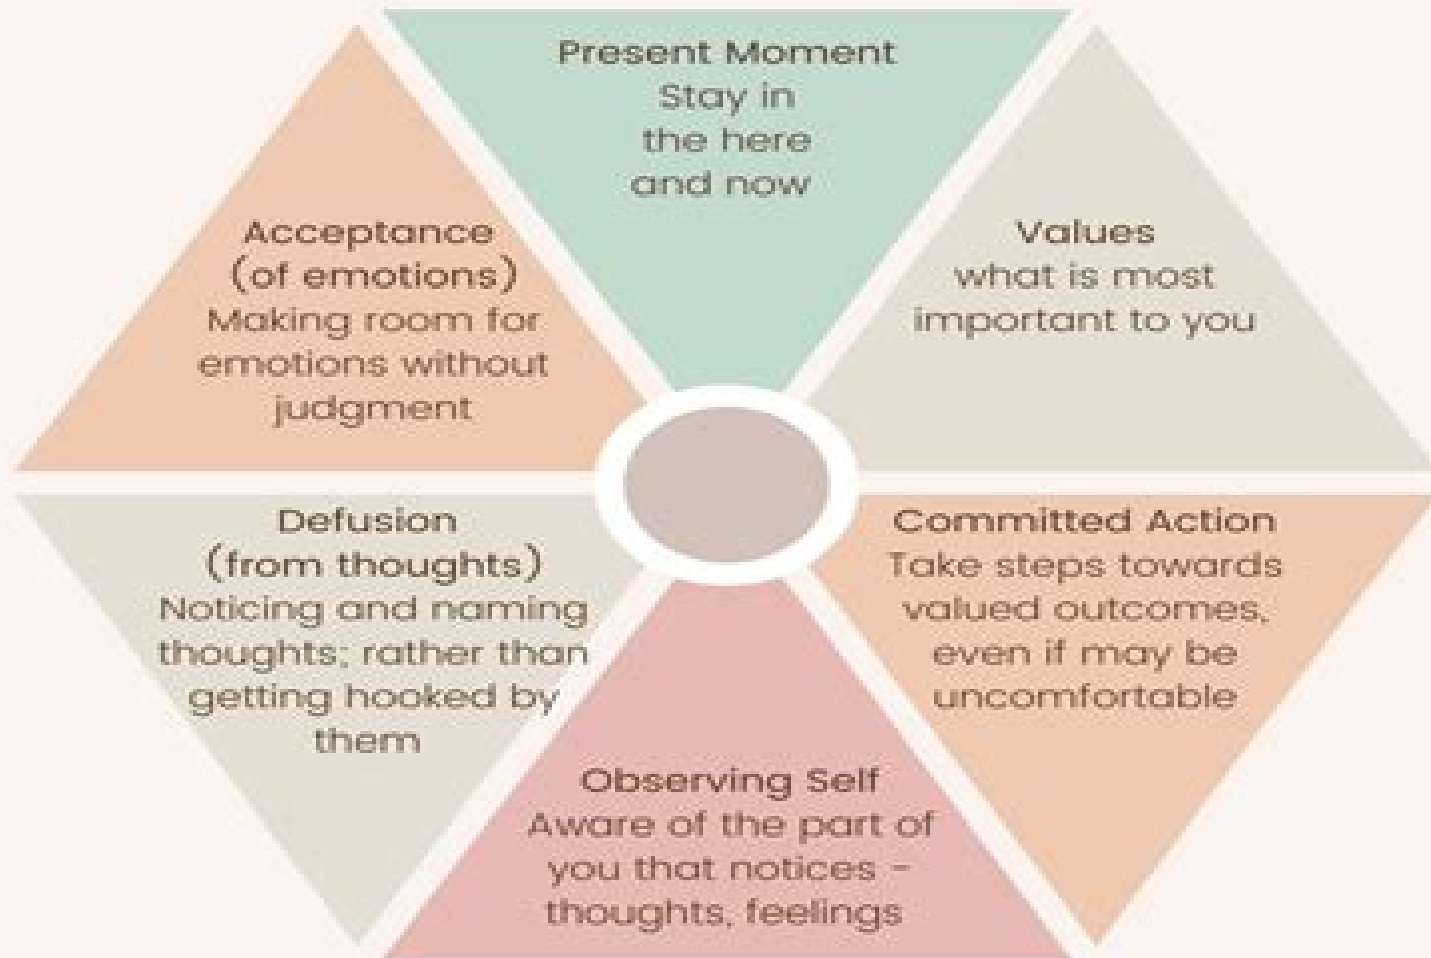 Present Moment
Stay in
the here
and now
Acceptance
(of emotions)
Making room for
emotions without
judgment
Values
what is most
important to you
Defusion
(from thoughts)
Noticing and naming
thoughts; rather than
getting hooked by
them
Committed Action
Take steps towards
valued outcomes,
even if may be
uncomfortable
Observing Self
Aware of the part of
you that notices -
thoughts, feelings